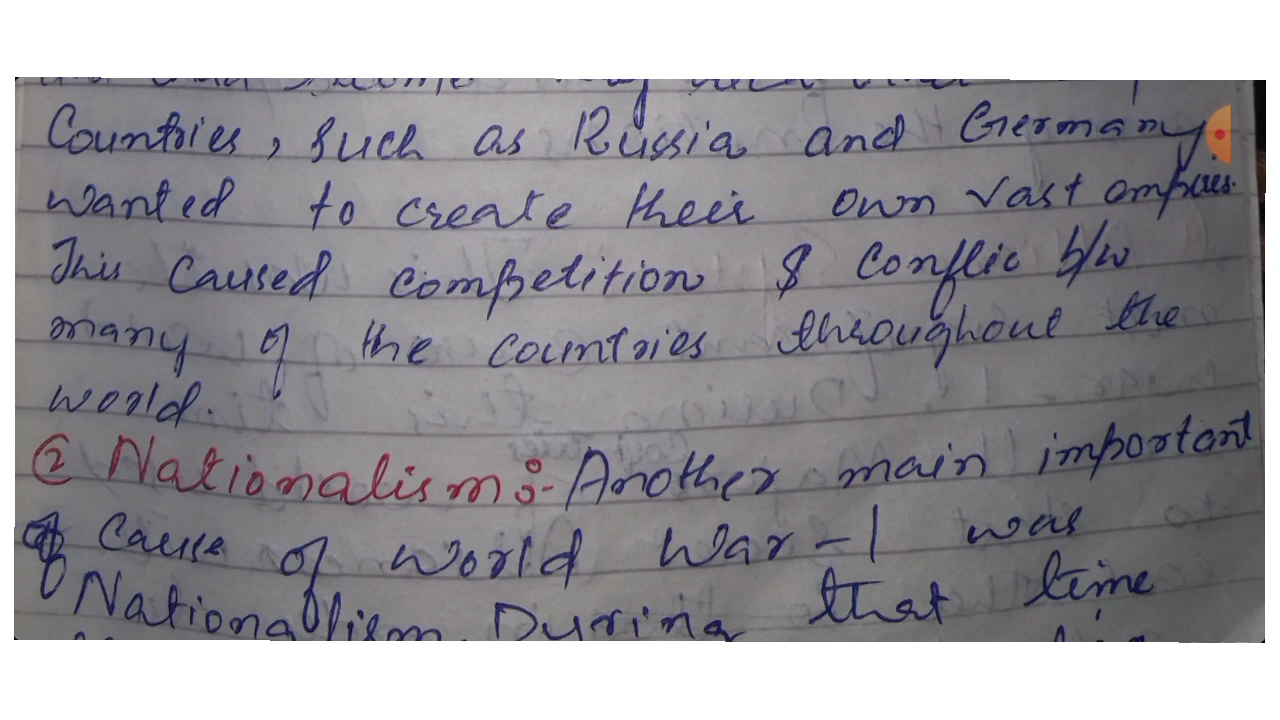 Countries, such as Russia and Germany
wanted to create their own vast empires.
This caused competition & conflic b/w
many of the countries throughout the
world.
② Nationalism :- Another main important
cause of world war-1 was
Nationalism. During that time